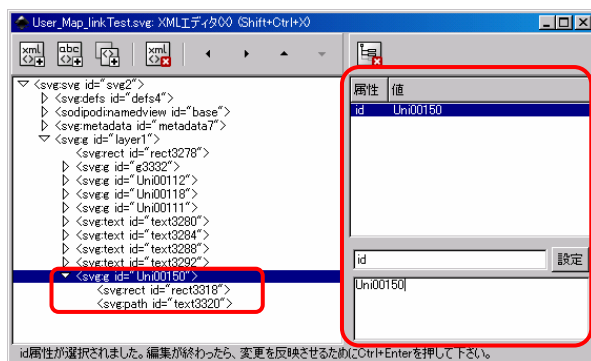 User_Map_linkTest.svg: XMLエディタ(X) (Shift+Ctrl+X)
xml abc xml
<svg:svg id="svg2">
<svg:defs id="defs4">
<sodipodi:namedview id="base">
<svg:metadata id="metadata7">
<svg:g id="layer1">
<svg:rect id="rect3278">
<svg:g id="g3332">
<svg:g id="Uni00112">
<svg:g id="Uni00118">
<svg:g id="Uni00111">
<svg:text id="text3280">
<svg:text id="text3284">
<svg:text id="text3288">
<svg:text id="text3292">
<svg:g id="Uni00150">
<svg:rect id="rect3318">
<svg:path id="text3320">
属性 値
id Uni00150
id 設定
Uni00150
id属性が選択されました。編集が終わったら、変更を反映させるためにCtrl+Enterを押して下さい。